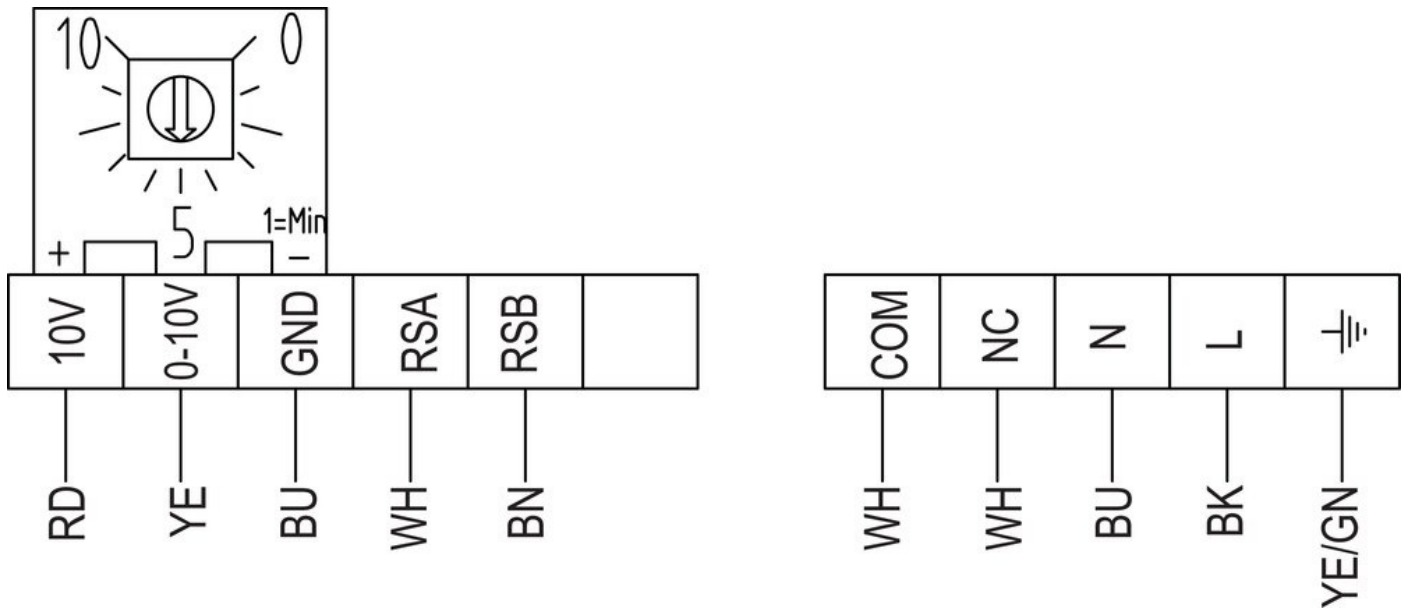 10 0
5 1=Min
+ -
10V 0-10V GND RSA RSB COM NC N L
RD YE BU WH BN WH WH BU BK YE/GN